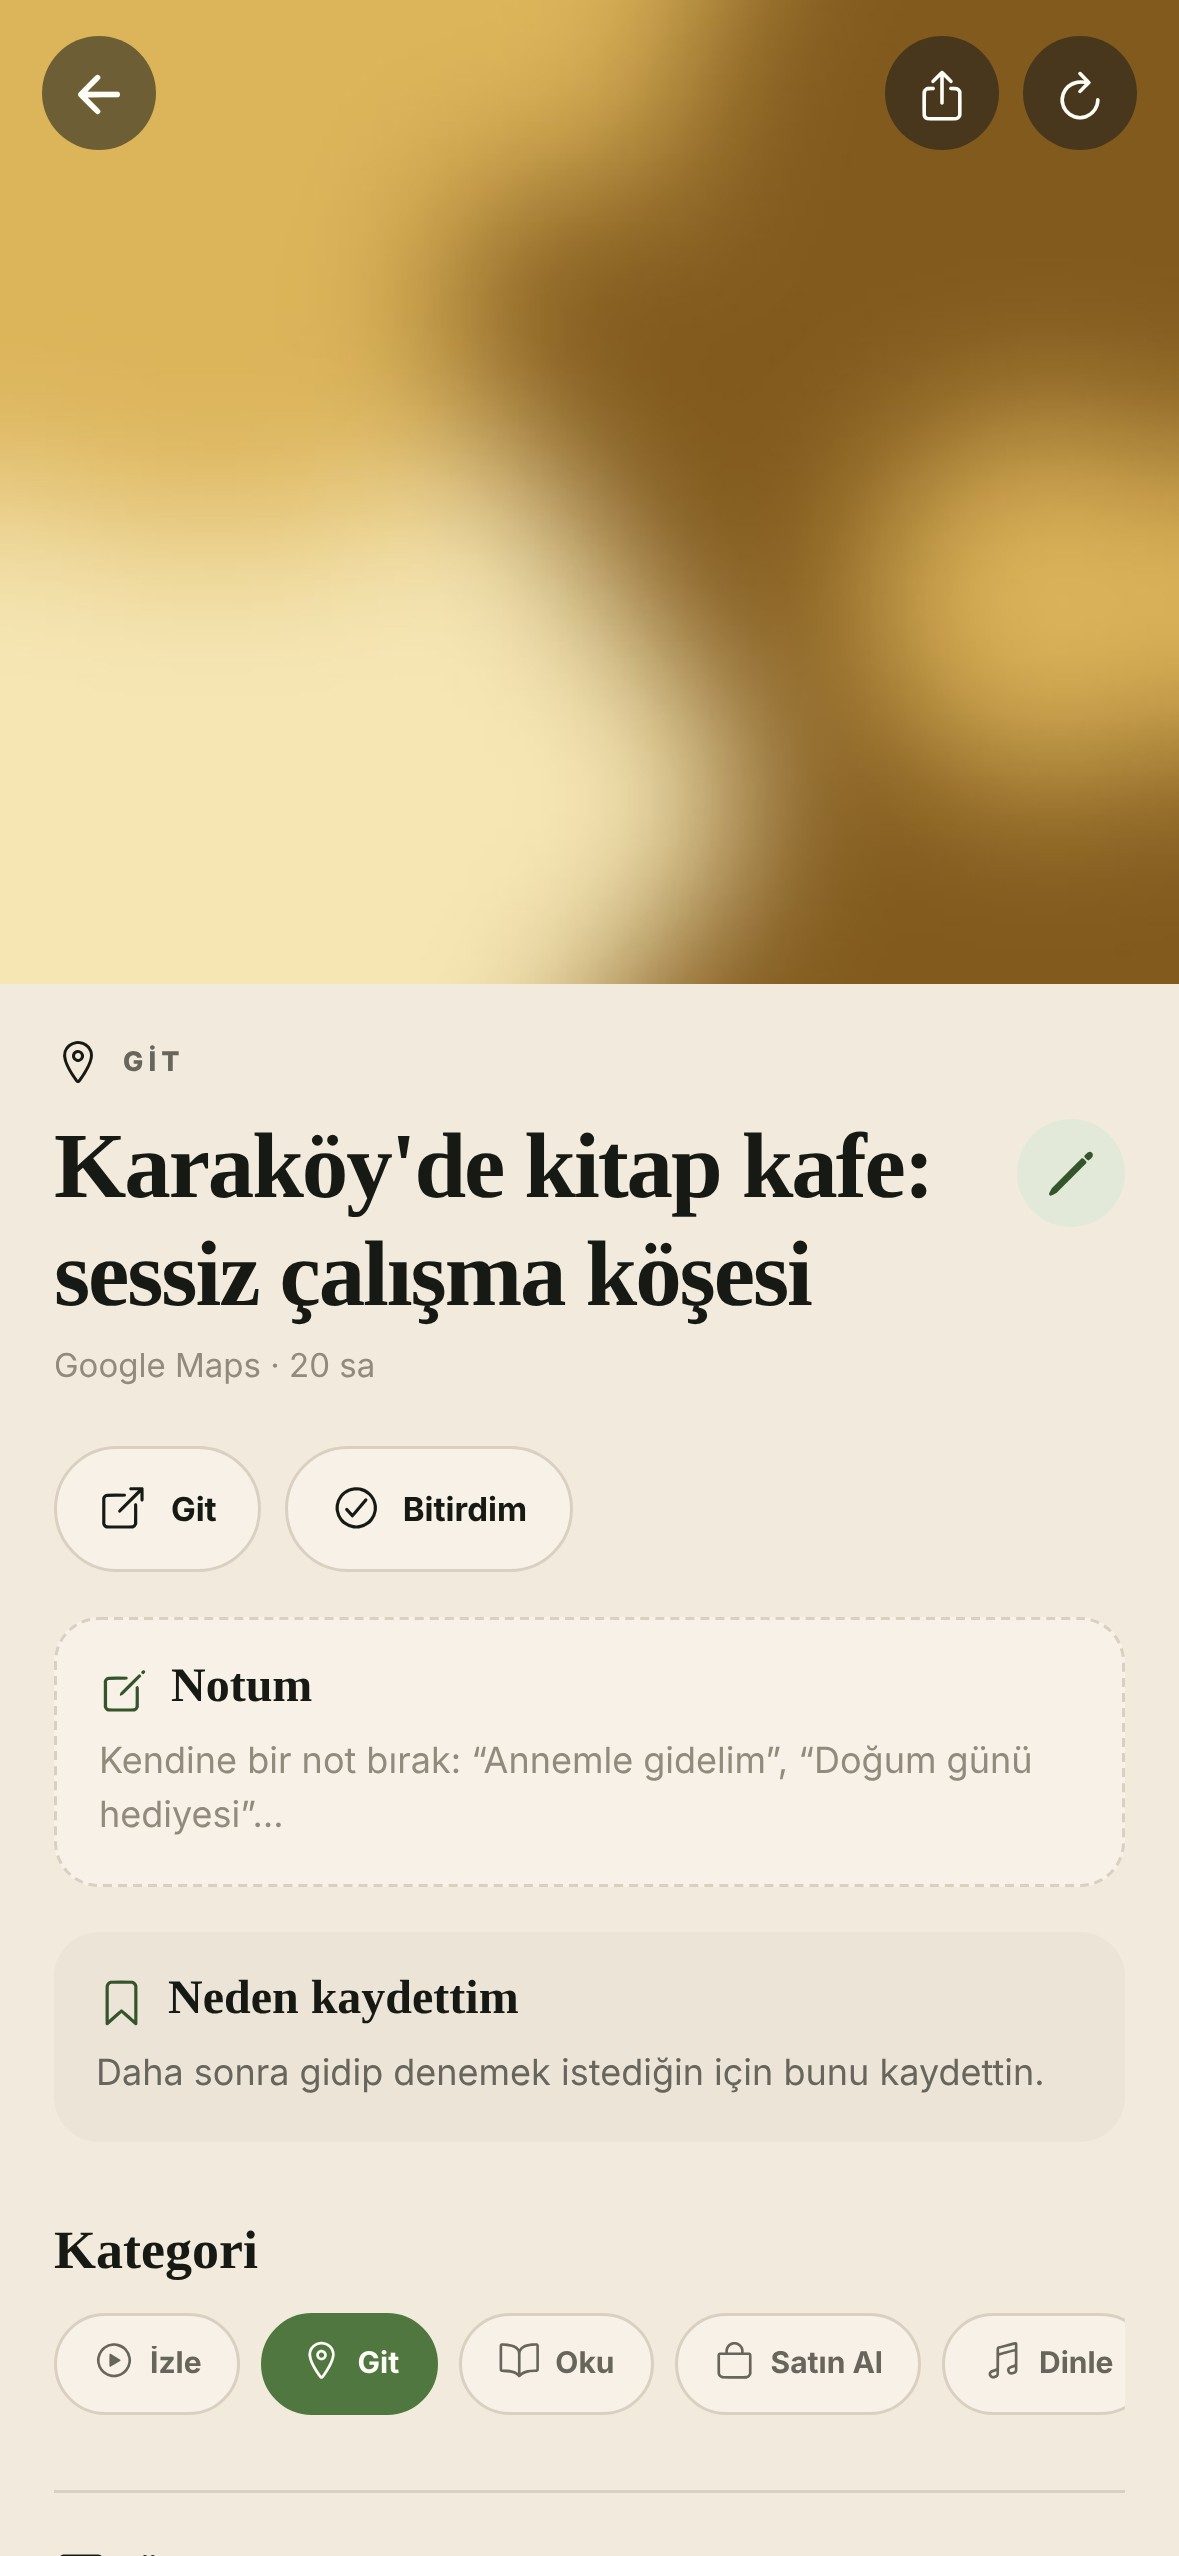 GİT
Karaköy'de kitap kafe:
sessiz çalışma köşesi
Google Maps · 20 sa
Git
Bitirdim
Notum
Kendine bir not bırak: “Annemle gidelim”, “Doğum günü
hediyesi”...
Neden kaydettim
Daha sonra gidip denemek istediğin için bunu kaydettin.
Kategori
İzle
Git
Oku
Satın Al
Dinle